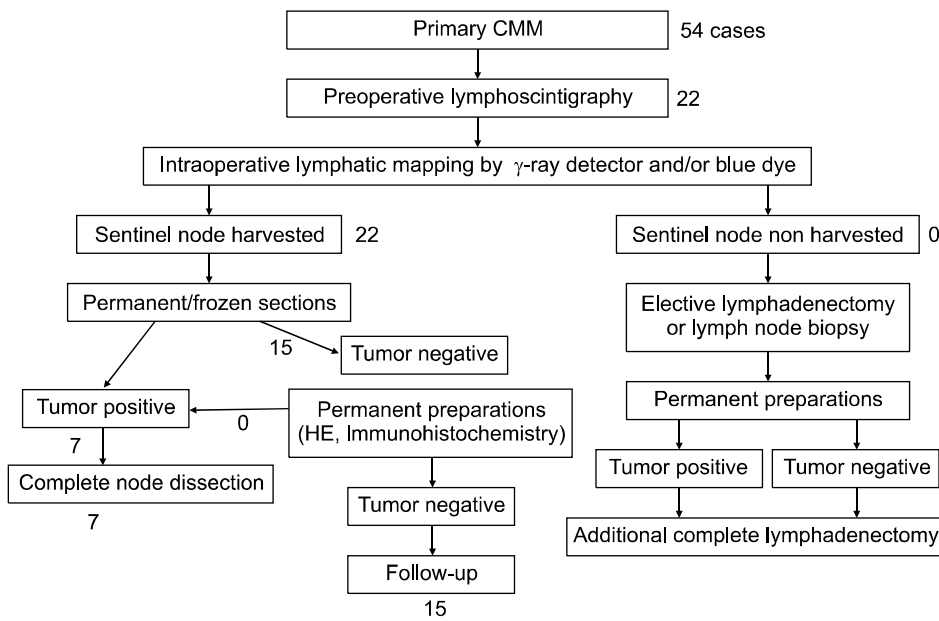 Primary CMM
54 cases
Preoperative lymphoscintigraphy
22
Intraoperative lymphatic mapping by γ-ray detector and/or blue dye
Sentinel node harvested
22
Sentinel node non harvested
0
Permanent/frozen sections
Elective lymphadenectomy
or lymph node biopsy
15
Tumor negative
Tumor positive
7
0
Permanent preparations
(HE, Immunohistochemistry)
Permanent preparations
Complete node dissection
7
Tumor negative
Tumor positive
Tumor negative
Follow-up
15
Additional complete lymphadenectomy